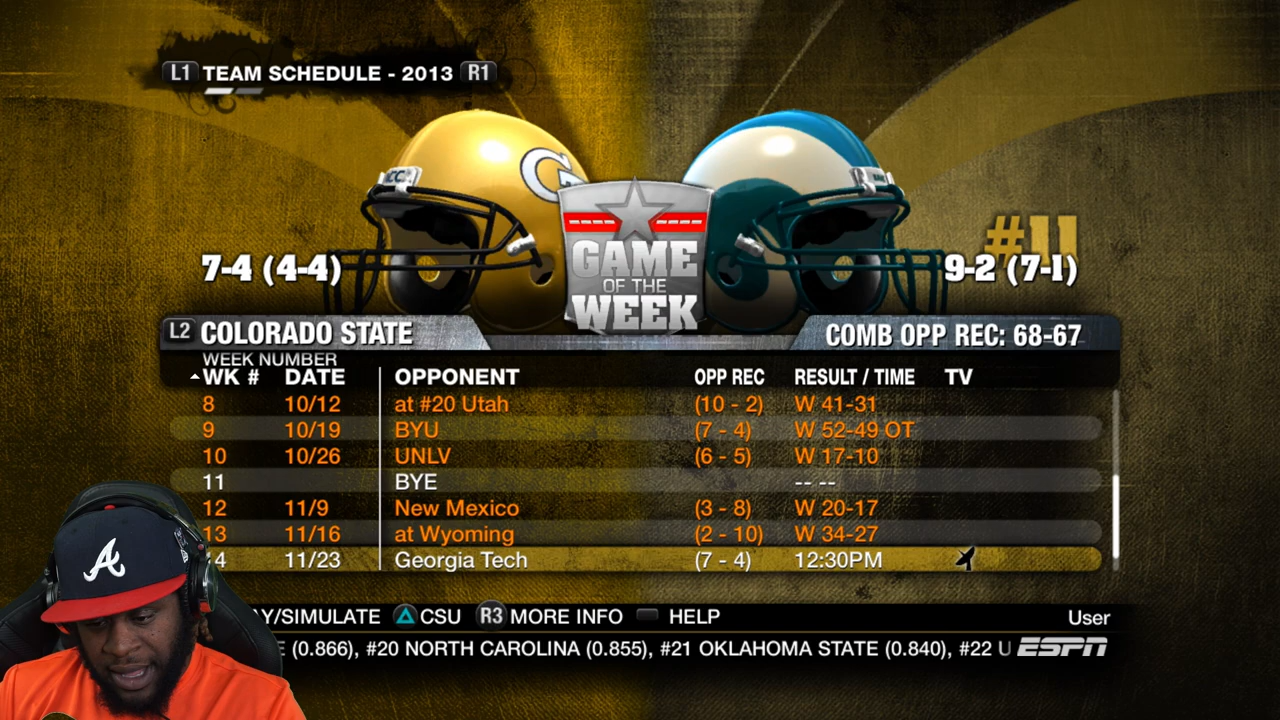 L1 TEAM SCHEDULE - 2013 R1
GAME
OF THE
WEEK
7-4 (4-4)
#11
9-2 (7-1)
L2 COLORADO STATE COMB OPP REC: 68-67
WEEK NUMBER
WK # DATE OPPONENT OPP REC RESULT / TIME TV
8 10/12 at #20 Utah (10 - 2) W 41-31
9 10/19 BYU (7 - 4) W 52-49 OT
10 10/26 UNLV (6 - 5) W 17-10
11 BYE -- --
12 11/9 New Mexico (3 - 8) W 20-17
13 11/16 at Wyoming (2 - 10) W 34-27
4 11/23 Georgia Tech (7 - 4) 12:30PM
AY/SIMULATE CSU R3 MORE INFO HELP User
E (0.866), #20 NORTH CAROLINA (0.855), #21 OKLAHOMA STATE (0.840), #22 U ESPN